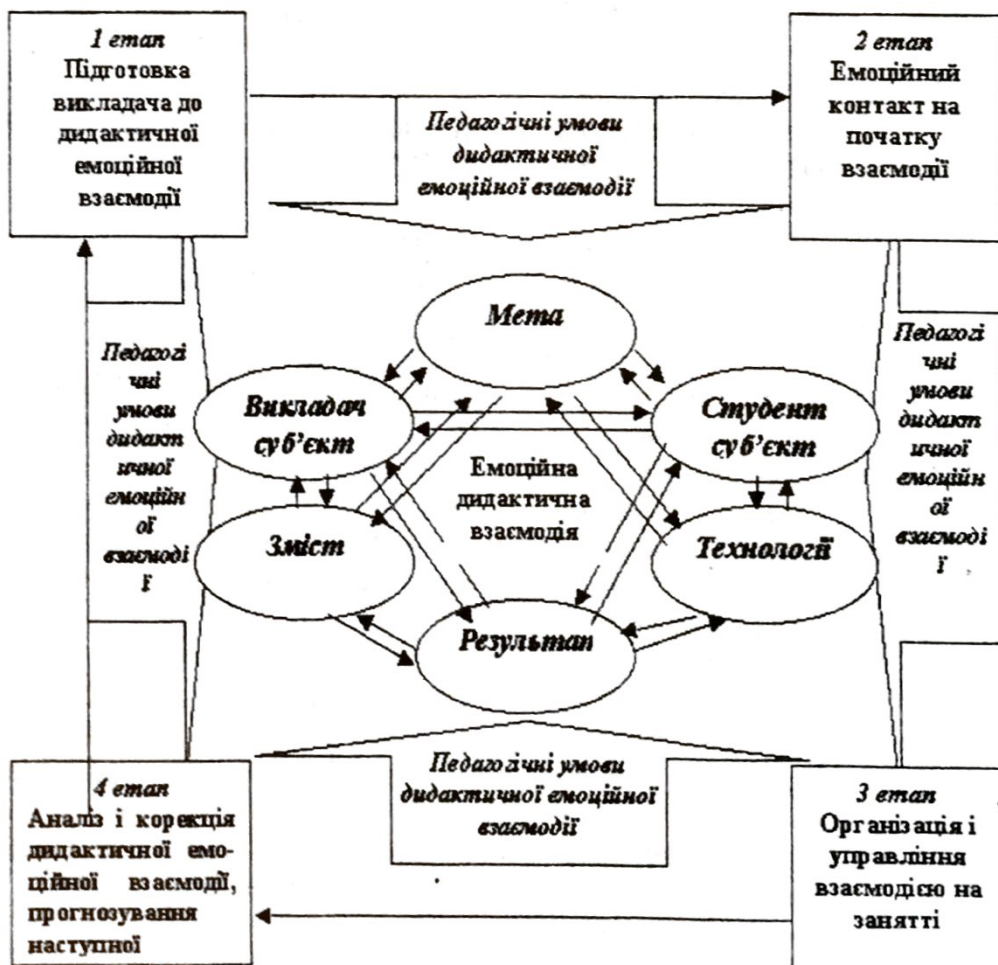 1 етап
Підготовка
викладача до
дидактичної
емоційної
взаємодії
Педагогічні умови
дидактичної
емоційної взаємодії
2 етап
Емоційний
контакт на
початку
взаємодії
Мета
Педагогі
чні
умови
дидакт
ичної
емоційн
ої
взаємоді
ї
Викладач
суб’єкт
Студент
суб’єкт
Педагогі
чні
умови
дидакт
ичної
емоційн
ої
взаємоді
ї
Емоційна
дидактична
взаємодія
Зміст
Технології
Результат
4 етап
Аналіз і корекція
дидактичної емо-
ційної взаємодії,
прогнозування
наступної
Педагогічні умови
дидактичної емоційної
взаємодії
3 етап
Організація і
управління
взаємодією на
занятті